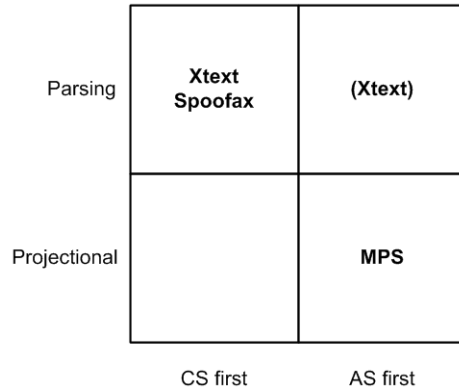 Parsing
Xtext
Spoofax
(Xtext)
Projectional
MPS
CS first
AS first